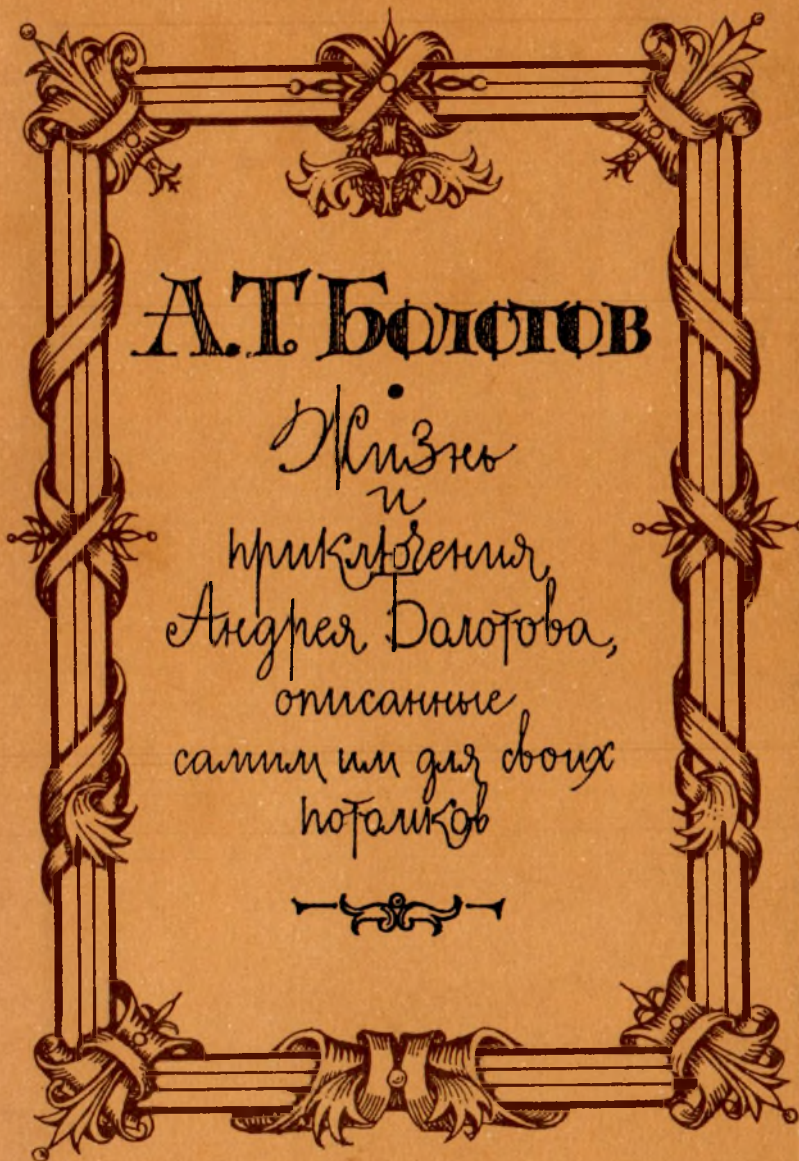 А.Т Болотов
Жизнь
и
приключения
Андрея Болотова,
описанные
самим им для своих
потомков